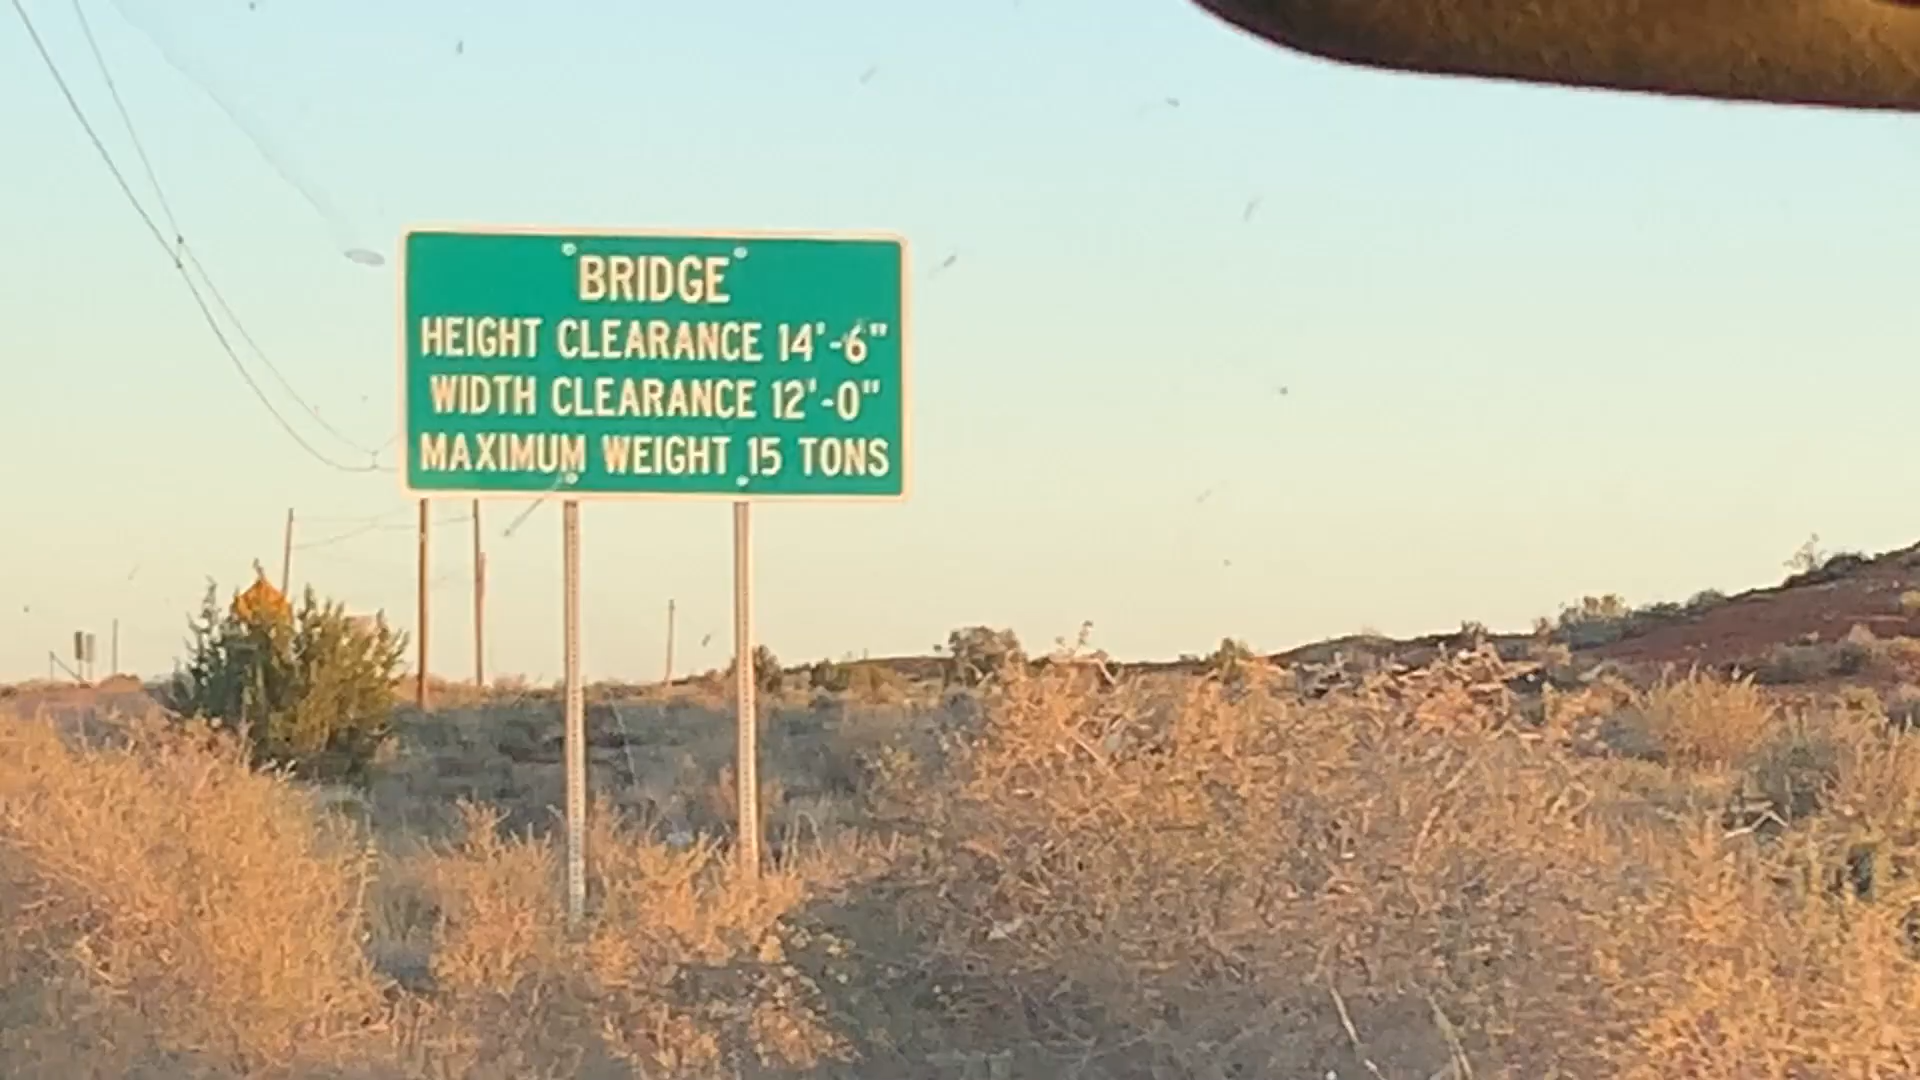 BRIDGE
HEIGHT CLEARANCE 14'-6"
WIDTH CLEARANCE 12'-0"
MAXIMUM WEIGHT 15 TONS